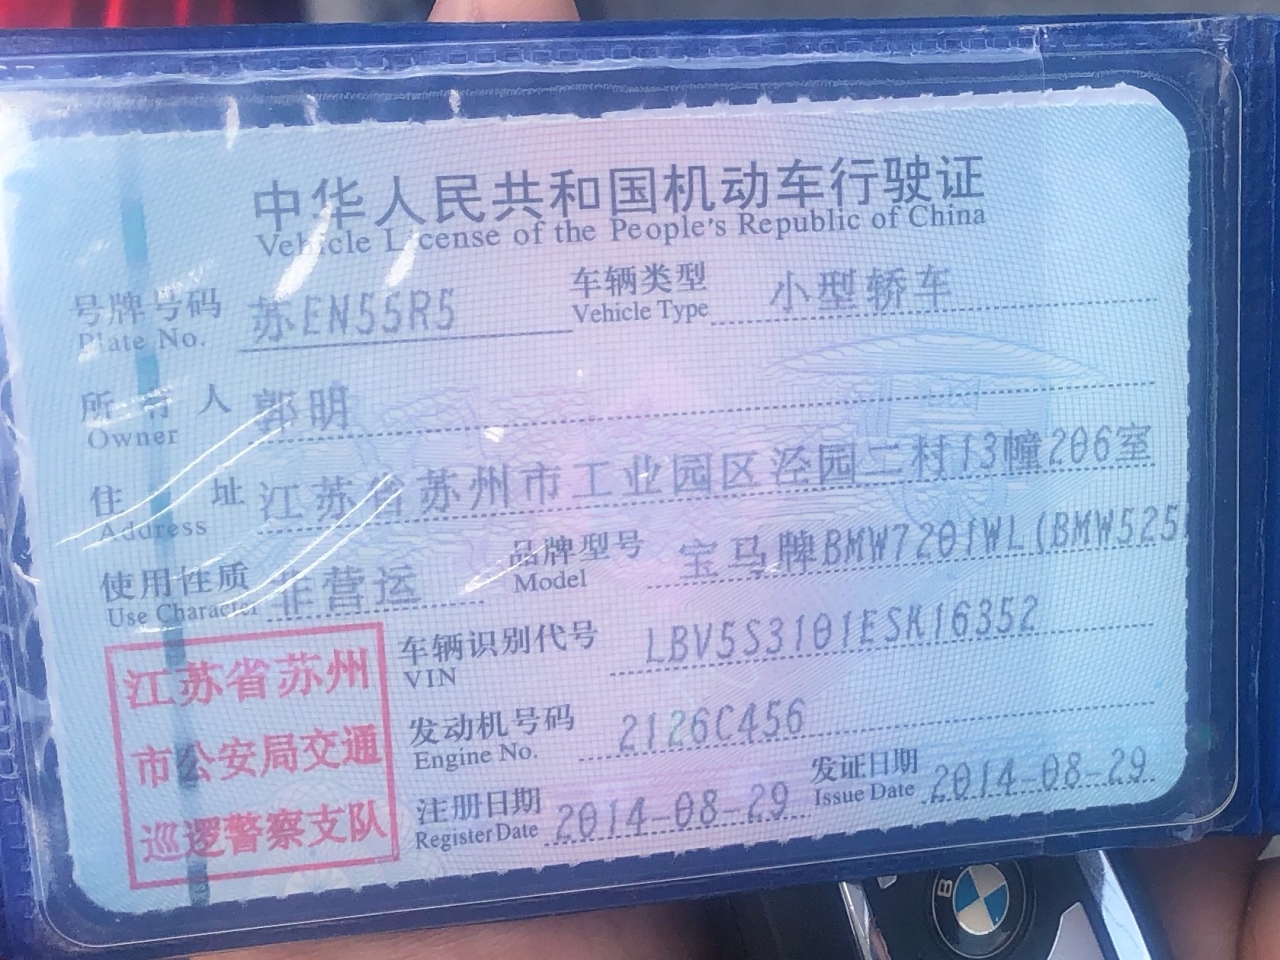 中华人民共和国机动车行驶证
Vehicle License of the People's Republic of China
号牌号码 苏EN55R5 车辆类型 小型轿车
Plate No. Vehicle Type
所有人 郭明
Owner
住址 江苏省苏州市工业园区泾园二村13幢206室
Address
使用性质 非营运 品牌型号 宝马牌BMW7201WL(BMW525
Use Character Model
江苏省苏州
市公安局交通
巡逻警察支队
车辆识别代号 LBV5S3101ESK16352
VIN
发动机号码 2126C456
Engine No.
注册日期 2014-08-29 发证日期 2014-08-29
Register Date Issue Date
B